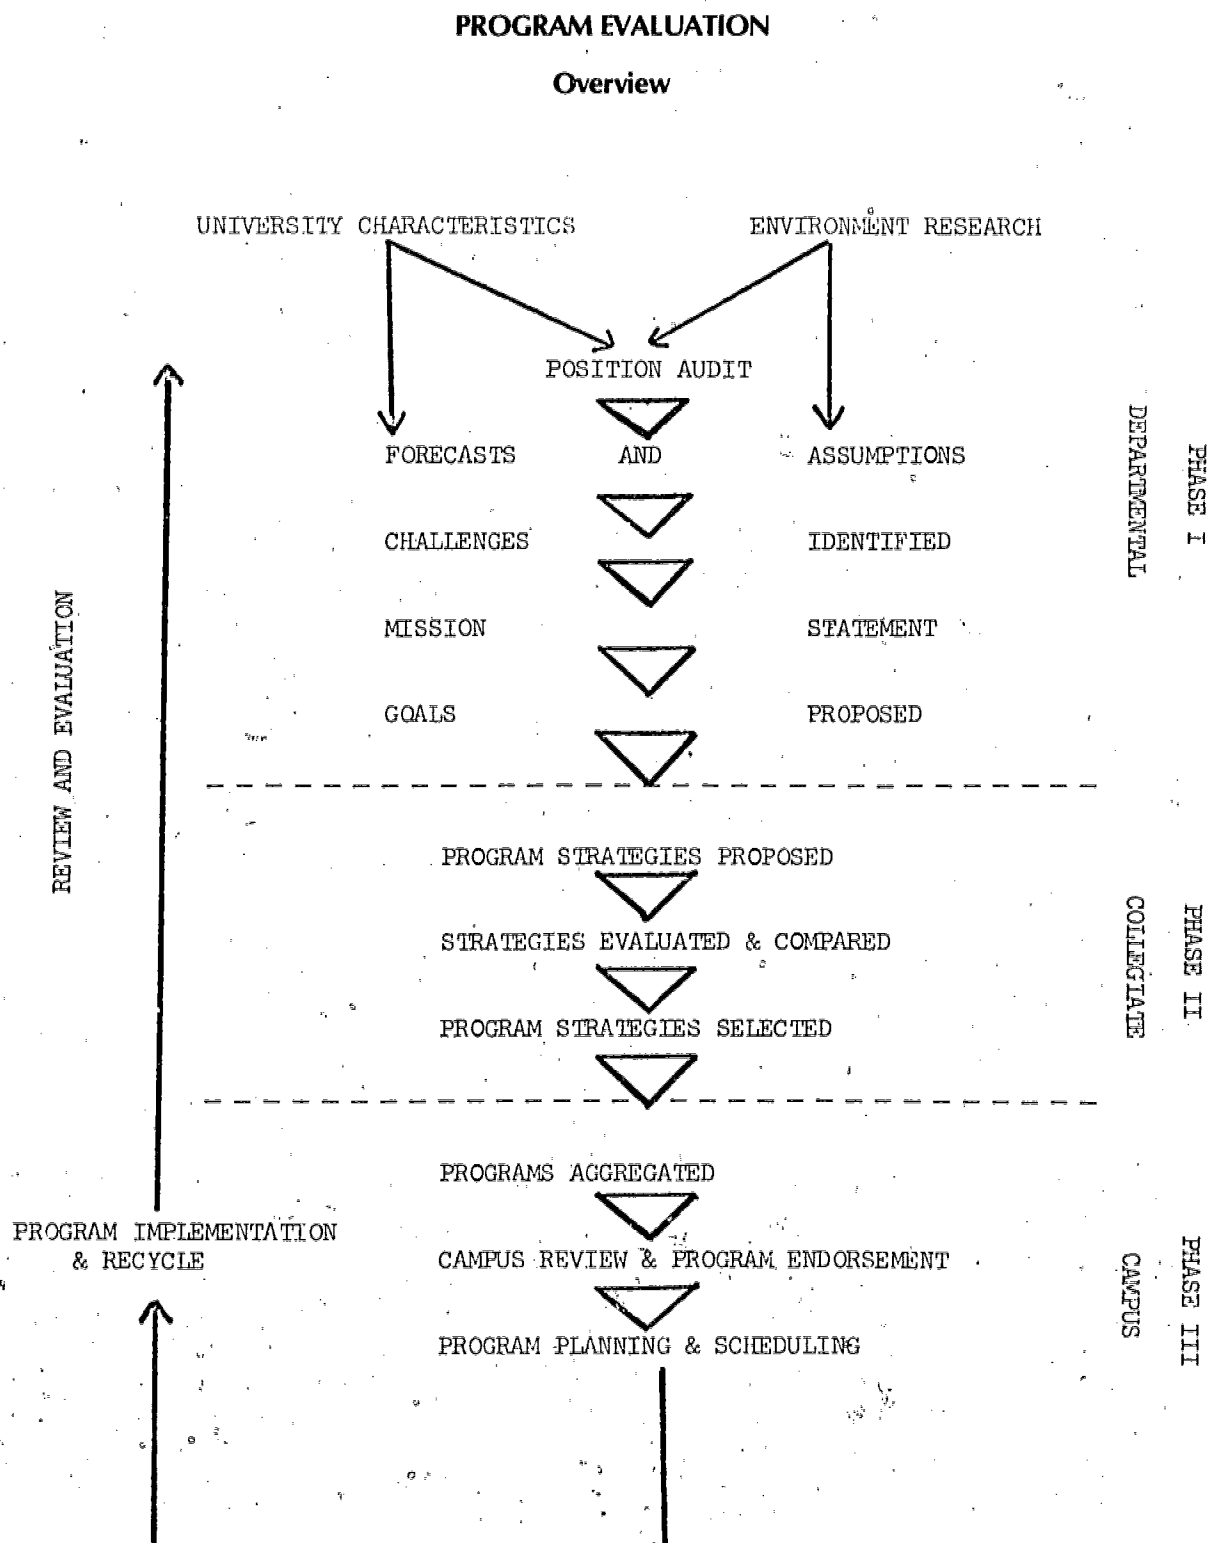 PROGRAM EVALUATION
Overview
UNIVERSITY CHARACTERISTICS
ENVIRONMENT RESEARCH
POSITION AUDIT
FORECASTS AND ASSUMPTIONS
CHALLENGES IDENTIFIED
MISSION STATEMENT
GOALS PROPOSED
DEPARTMENTAL
PHASE I
REVIEW AND EVALUATION
PROGRAM STRATEGIES PROPOSED
STRATEGIES EVALUATED & COMPARED
PROGRAM STRATEGIES SELECTED
COLLEGIATE
PHASE II
PROGRAMS AGGREGATED
PROGRAM IMPLEMENTATION
& RECYCLE
CAMPUS REVIEW & PROGRAM ENDORSEMENT
PROGRAM PLANNING & SCHEDULING
CAMPUS
PHASE III